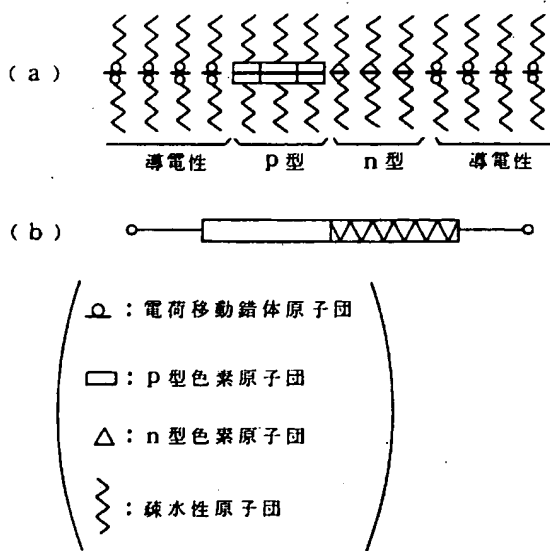 (a)
導電性 p型 n型 導電性
(b)
：電荷移動錯体原子団
：p型色素原子団
：n型色素原子団
：疎水性原子団